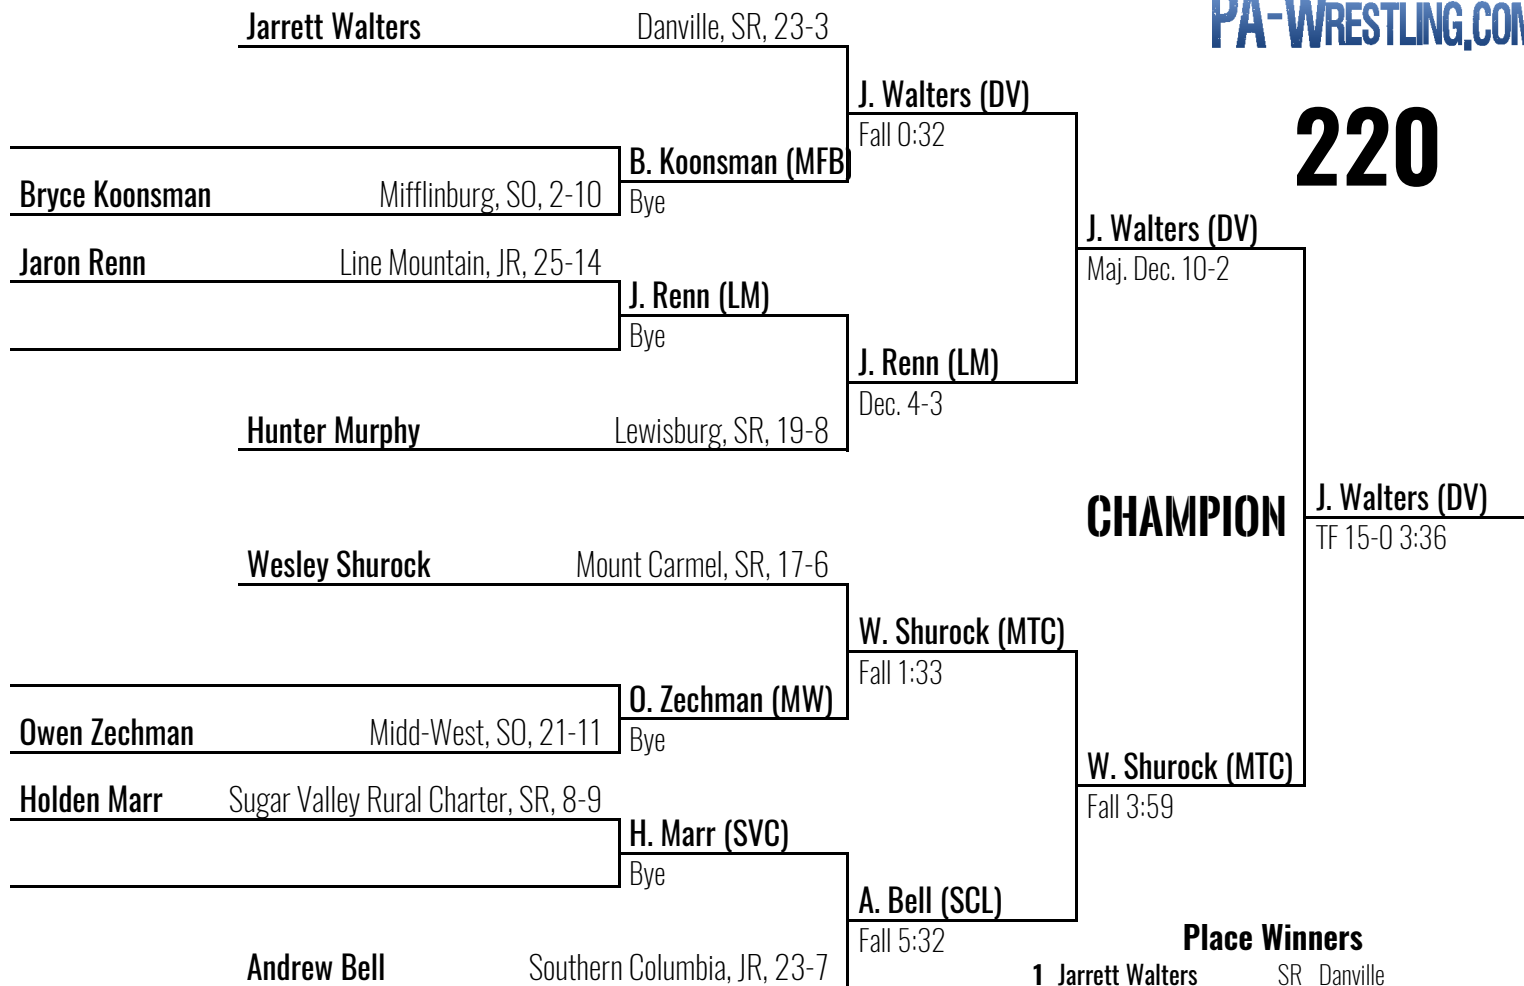 PA-WRESTLING.COM
Jarrett Walters Danville, SR, 23-3
J. Walters (DV)
Fall 0:32
220
B. Koonsman (MFB)
Bryce Koonsman Mifflinburg, SO, 2-10
Bye
J. Walters (DV)
Maj. Dec. 10-2
Jaron Renn Line Mountain, JR, 25-14
J. Renn (LM)
Bye
J. Renn (LM)
Dec. 4-3
Hunter Murphy Lewisburg, SR, 19-8
CHAMPION
J. Walters (DV)
TF 15-0 3:36
Wesley Shurock Mount Carmel, SR, 17-6
W. Shurock (MTC)
Fall 1:33
O. Zechman (MW)
Owen Zechman Midd-West, SO, 21-11
Bye
W. Shurock (MTC)
Fall 3:59
Holden Marr Sugar Valley Rural Charter, SR, 8-9
H. Marr (SVC)
Bye
A. Bell (SCL)
Fall 5:32
Andrew Bell Southern Columbia, JR, 23-7
Place Winners
1 Jarrett Walters SR Danville